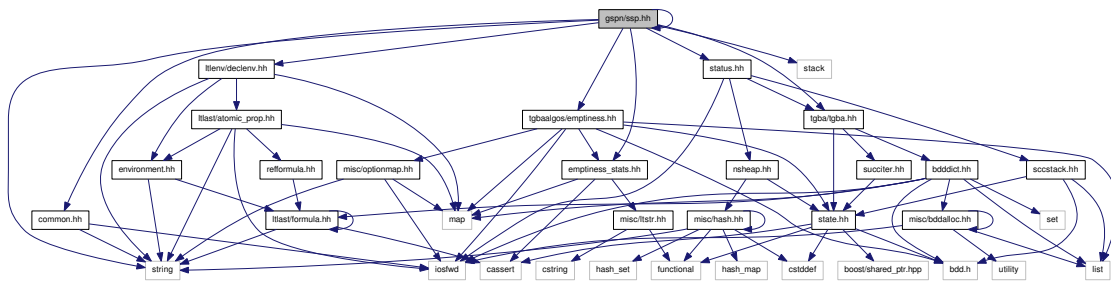 gspn/ssp.hh
ltlenv/declenv.hh
status.hh
stack
ltlast/atomic_prop.hh
tgbaalgos/emptiness.hh
tgba/tgba.hh
environment.hh
refformula.hh
misc/optionmap.hh
emptiness_stats.hh
nsheap.hh
succiter.hh
bdddict.hh
sccstack.hh
common.hh
ltlast/formula.hh
map
misc/ltstr.hh
misc/hash.hh
state.hh
misc/bddalloc.hh
set
string
iosfwd
cassert
cstring
hash_set
functional
hash_map
cstddef
boost/shared_ptr.hpp
bdd.h
utility
list